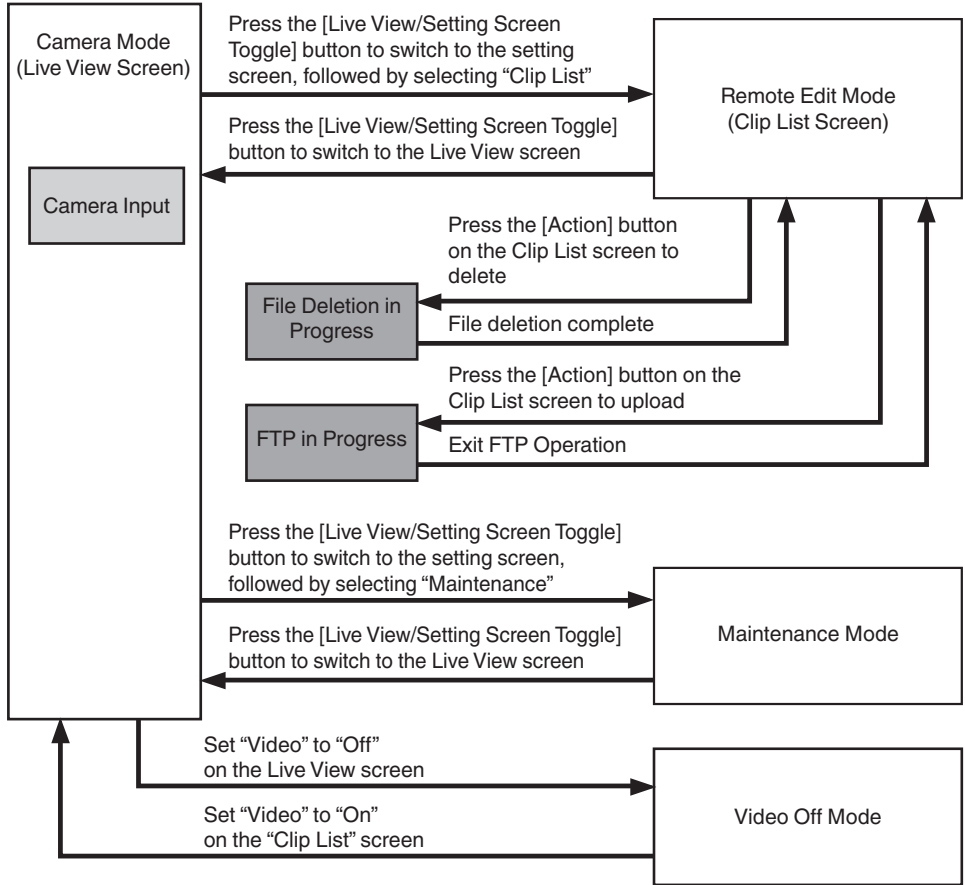 Camera Mode
(Live View Screen)
Camera Input
Press the [Live View/Setting Screen
Toggle] button to switch to the setting
screen, followed by selecting “Clip List”
Press the [Live View/Setting Screen Toggle]
button to switch to the Live View screen
Remote Edit Mode
(Clip List Screen)
Press the [Action] button
on the Clip List screen to
delete
File Deletion in
Progress
File deletion complete
Press the [Action] button on the
Clip List screen to upload
FTP in Progress
Exit FTP Operation
Press the [Live View/Setting Screen Toggle]
button to switch to the setting screen,
followed by selecting “Maintenance”
Maintenance Mode
Press the [Live View/Setting Screen Toggle]
button to switch to the Live View screen
Set “Video” to “Off”
on the Live View screen
Set “Video” to “On”
on the “Clip List” screen
Video Off Mode